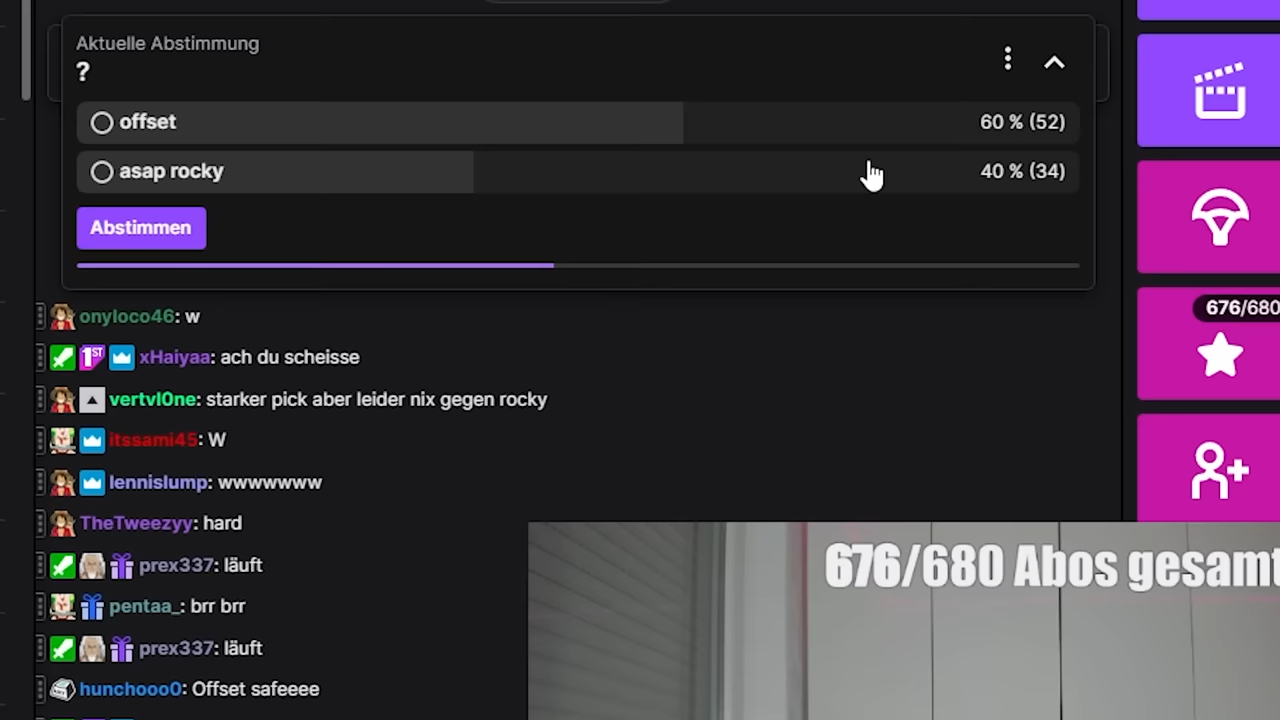 Aktuelle Abstimmung
?
offset 60 % (52)
asap rocky 40 % (34)
Abstimmen
onyloco46: w
1ST xHaiyaa: ach du scheisse
vertvl0ne: starker pick aber leider nix gegen rocky
itssami45: W
lennislump: wwwwwww
TheTweezyy: hard
prex337: läuft
pentaa_: brr brr
prex337: läuft
hunchooo0: Offset safeeee
676/680
676/680 Abos gesamt